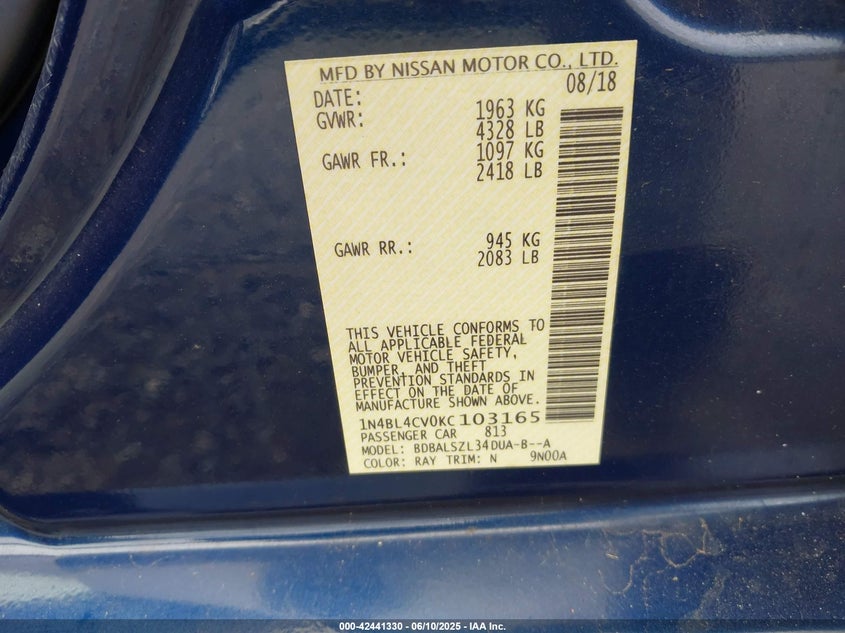 MFD BY NISSAN MOTOR CO., LTD.
DATE: 08/18
GVWR: 1963 KG
4328 LB
GAWR FR.: 1097 KG
2418 LB
GAWR RR.: 945 KG
2083 LB
THIS VEHICLE CONFORMS TO
ALL APPLICABLE FEDERAL
MOTOR VEHICLE SAFETY,
BUMPER, AND THEFT
PREVENTION STANDARDS IN
EFFECT ON THE DATE OF
MANUFACTURE SHOWN ABOVE.
1N4BL4CV0KC103165
PASSENGER CAR 813
MODEL: BDBALSZL34DUA-B--A
COLOR: RAY TRIM: N 9N00A
000-42441330 - 06/10/2025 - IAA Inc.